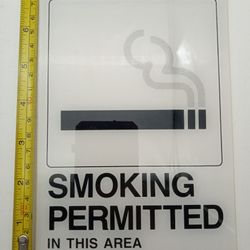 SMOKING
PERMITTED
IN THIS AREA